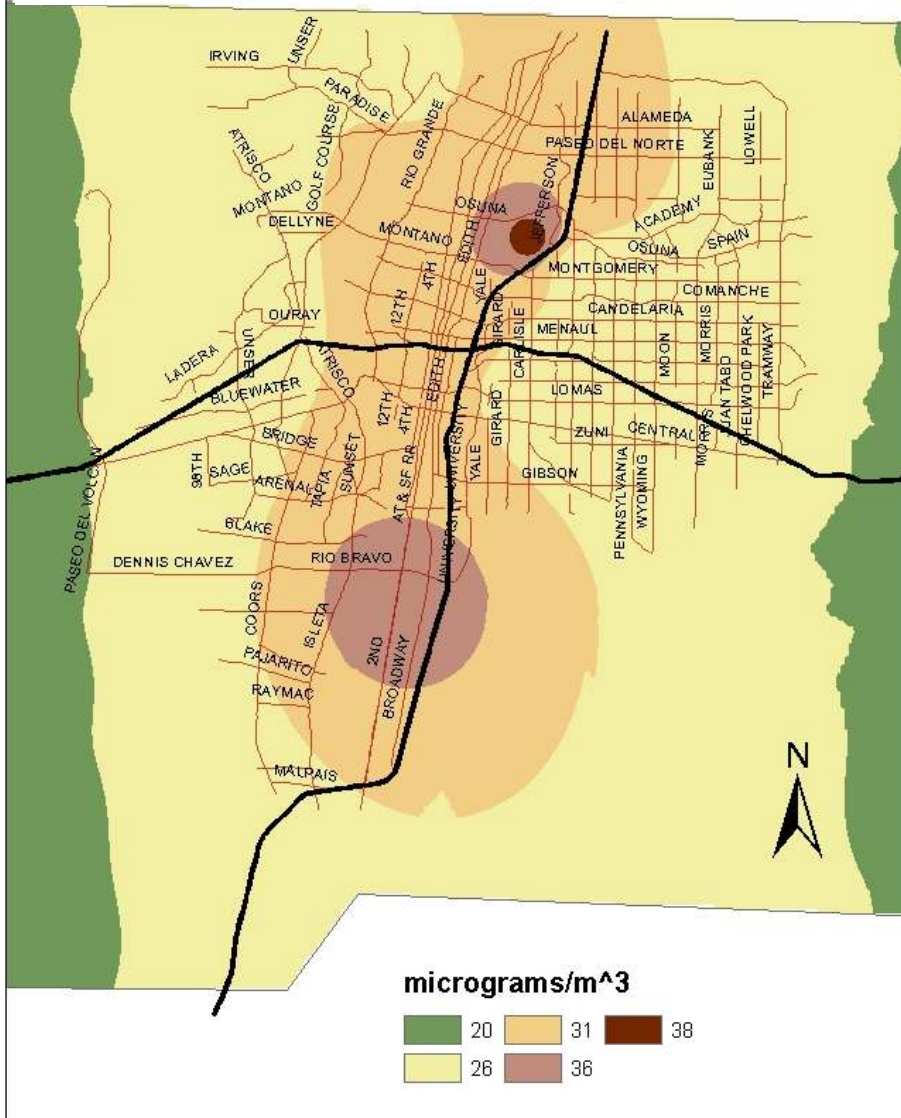 IRVING
UNSER
PARADISE
ALAMEDA
PASEO DEL NORTE
EUBANK
LOWELL
ATRISCO
GOLF COURSE
RIO GRANDE
MONTANO
DELLYNE
OSUNA
JEFFERSON
ACADEMY
MONTANO
EDITH
OSUNA
SPAIN
4TH
YALE
MONTGOMERY
COMANCHE
12TH
OURAY
GIRARD
CANDELARIA
CARLISLE
MENAUL
MOON
MORRIS
CHELWOOD PARK
TRAMWAY
LADERA
UNSER
ATRISCO
EDITH
JUAN TABO
BLUEWATER
12TH
4TH
GIRARD
LOMAS
BRIDGE
SUNSET
UNIVERSITY
YALE
ZUNI
CENTRAL
MORRIS
98TH
SAGE
ARENAL
TAPIA
AT & SF RR
GIBSON
PENNSYLVANIA
WYOMING
PASEO DEL VOLCAN
BLAKE
UNIVERSITY
DENNIS CHAVEZ
RIO BRAVO
COORS
ISLETA
PAJARITO
2ND
BROADWAY
RAYMAC
MALPAIS
N
micrograms/m^3
20 31 38
26 36